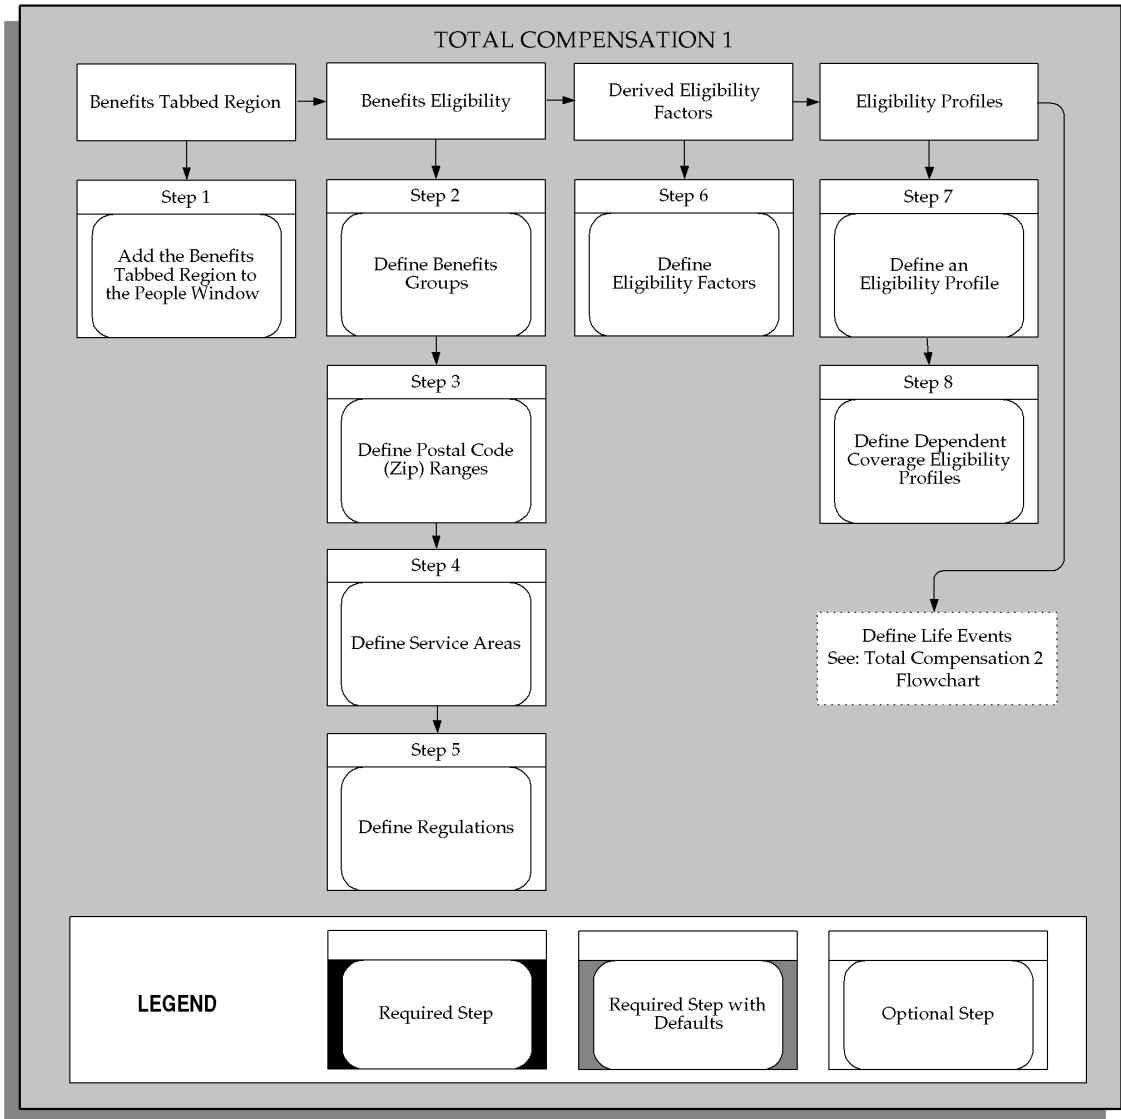 TOTAL COMPENSATION 1
Benefits Tabbed Region
Benefits Eligibility
Derived Eligibility
Factors
Eligibility Profiles
Step 1
Add the Benefits
Tabbed Region to
the People Window
Step 2
Define Benefits
Groups
Step 3
Define Postal Code
(Zip) Ranges
Step 4
Define Service Areas
Step 5
Define Regulations
Step 6
Define
Eligibility Factors
Step 7
Define an
Eligibility Profile
Step 8
Define Dependent
Coverage Eligibility
Profiles
Define Life Events
See: Total Compensation 2
Flowchart
LEGEND
Required Step
Required Step with
Defaults
Optional Step